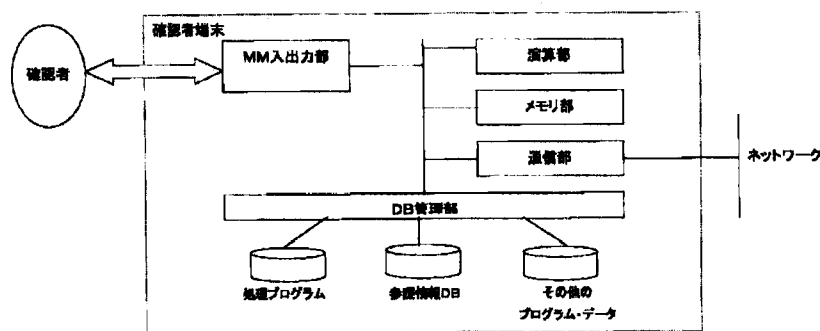 確認者端末
確認者
MM入出力部
演算部
メモリ部
通信部
ネットワーク
DB管理部
処理プログラム
参照情報DB
その他の
プログラム・データ